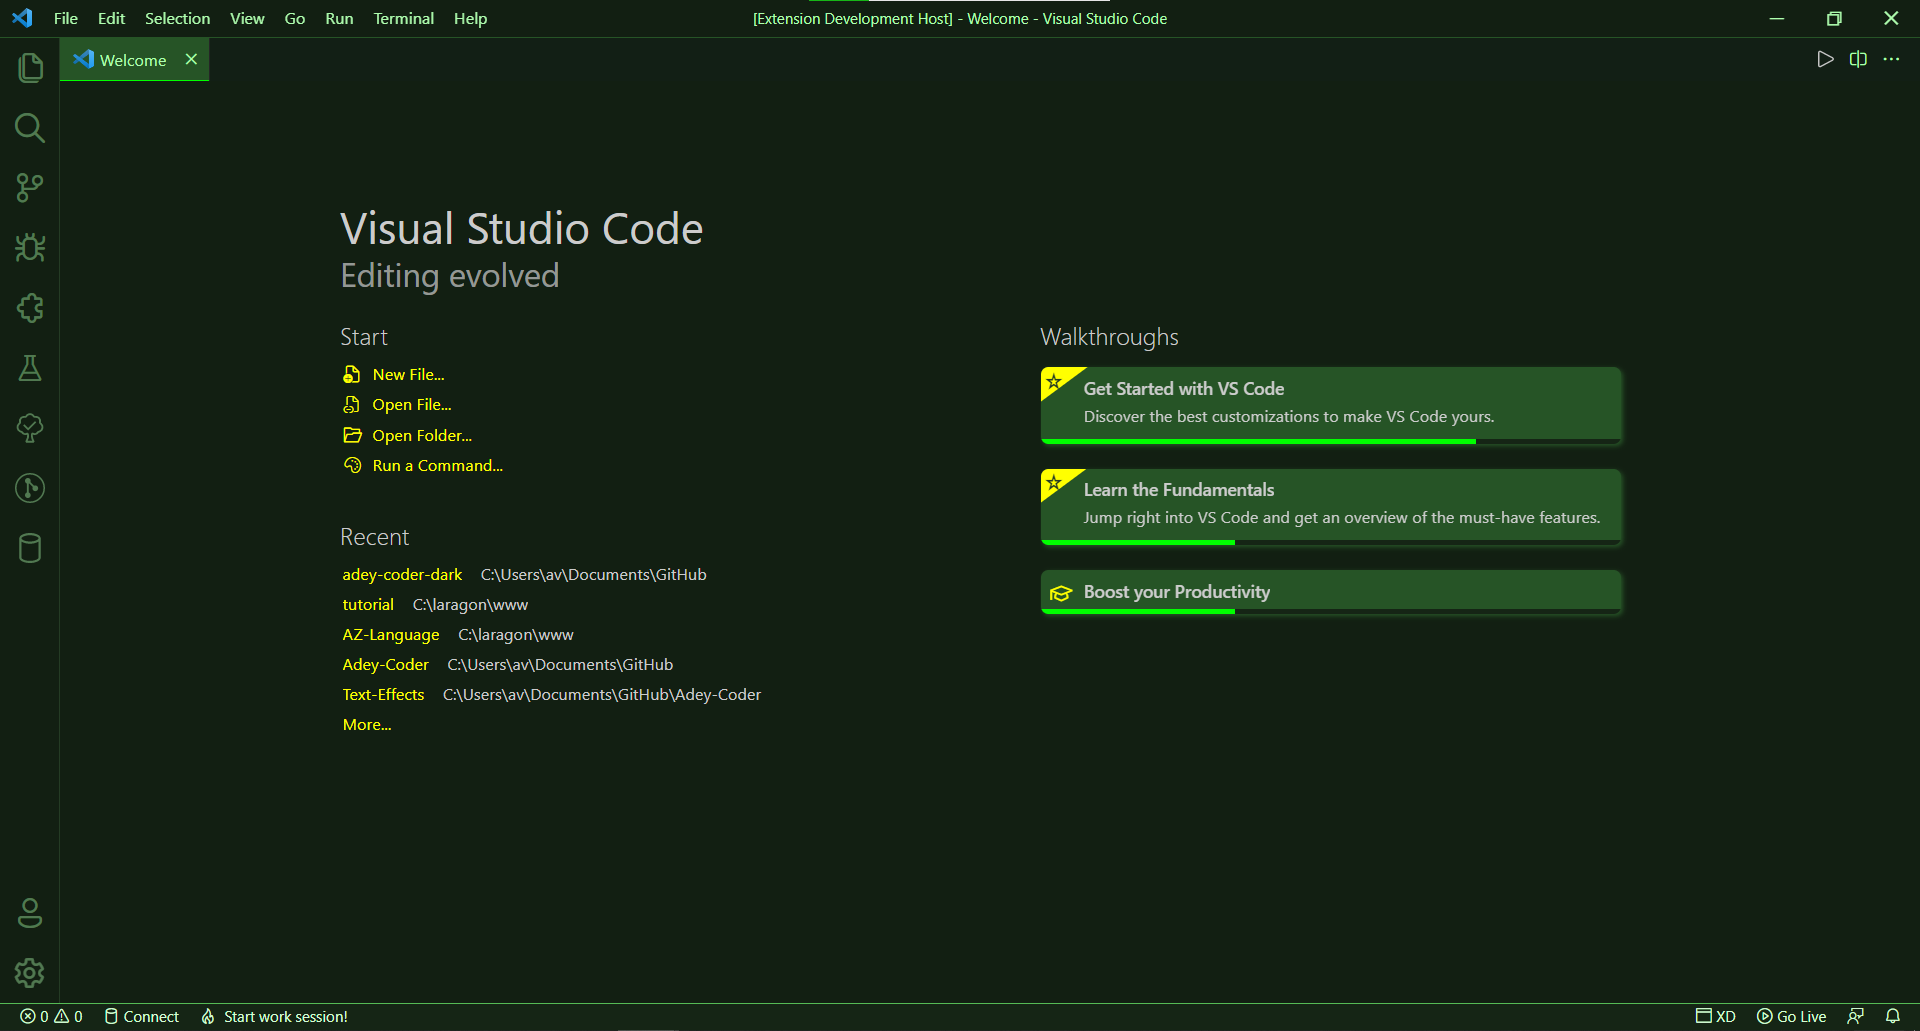 File Edit Selection View Go Run Terminal Help [Extension Development Host] - Welcome - Visual Studio Code
Welcome
Visual Studio Code
Editing evolved
Start
New File...
Open File...
Open Folder...
Run a Command...
Recent
adey-coder-dark C:\Users\av\Documents\GitHub
tutorial C:\laragon\www
AZ-Language C:\laragon\www
Adey-Coder C:\Users\av\Documents\GitHub
Text-Effects C:\Users\av\Documents\GitHub\Adey-Coder
More...
Walkthroughs
Get Started with VS Code
Discover the best customizations to make VS Code yours.
Learn the Fundamentals
Jump right into VS Code and get an overview of the must-have features.
Boost your Productivity
0 0 Connect Start work session! XD Go Live